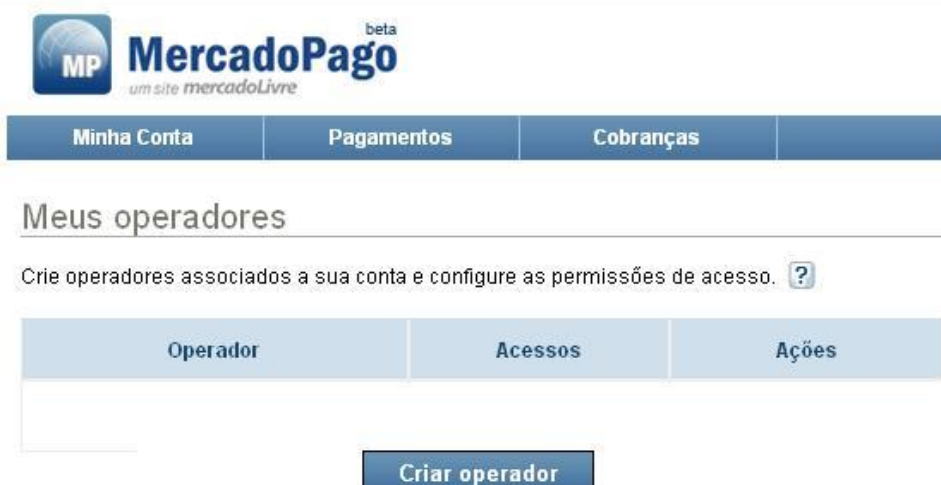 beta
MP
MercadoPago
um site mercadoLivre
Minha Conta Pagamentos Cobranças
Meus operadores
Crie operadores associados a sua conta e configure as permissões de acesso. ?
Operador Acessos Ações
Criar operador